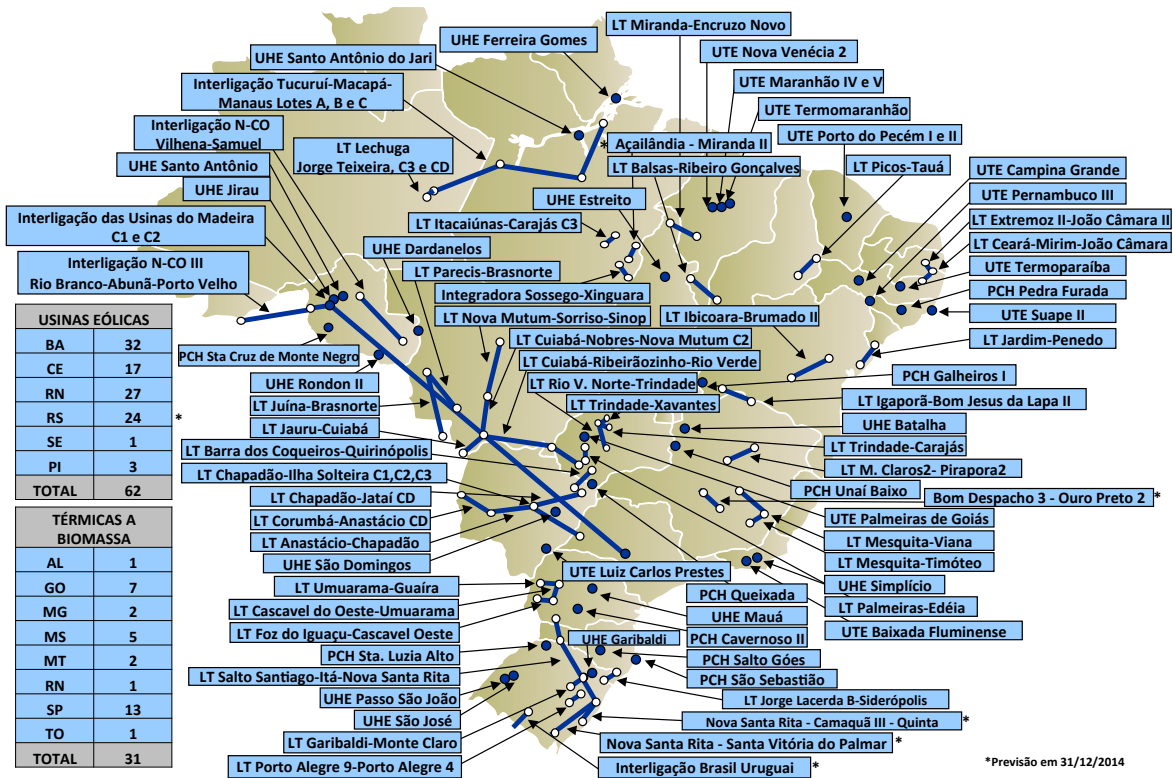 LT Miranda-Encruzo Novo
UHE Ferreira Gomes
UTE Nova Venécia 2
UHE Santo Antônio do Jari
UTE Maranhão IV e V
Interligação Tucuruí-Macapá-
Manaus Lotes A, B e C
UTE Termomaranhão
Interligação N-CO
Vilhena-Samuel
UTE Porto do Pecém I e II
* Açailândia - Miranda II
LT Lechuga
Jorge Teixeira, C3 e CD
LT Balsas-Ribeiro Gonçalves
LT Picos-Tauá
UHE Santo Antônio
UTE Campina Grande
UHE Jirau
UHE Estreito
UTE Pernambuco III
Interligação das Usinas do Madeira
C1 e C2
LT Itacaiúnas-Carajás C3
LT Extremoz II-João Câmara II
UHE Dardanelos
LT Ceará-Mirim-João Câmara
Interligação N-CO III
Rio Branco-Abunã-Porto Velho
LT Parecis-Brasnorte
UTE Termoparaíba
Integradora Sossego-Xinguara
PCH Pedra Furada
LT Nova Mutum-Sorriso-Sinop
LT Ibicoara-Brumado II
UTE Suape II
LT Cuiabá-Nobres-Nova Mutum C2
LT Jardim-Penedo
PCH Sta Cruz de Monte Negro
LT Cuiabá-Ribeirãozinho-Rio Verde
PCH Galheiros I
UHE Rondon II
LT Rio V. Norte-Trindade
LT Igaporã-Bom Jesus da Lapa II
LT Juína-Brasnorte
LT Trindade-Xavantes
UHE Batalha
LT Jauru-Cuiabá
LT Trindade-Carajás
LT Barra dos Coqueiros-Quirinópolis
LT M. Claros2- Pirapora2
LT Chapadão-Ilha Solteira C1,C2,C3
PCH Unaí Baixo
LT Chapadão-Jataí CD
Bom Despacho 3 - Ouro Preto 2 *
LT Corumbá-Anastácio CD
UTE Palmeiras de Goiás
LT Anastácio-Chapadão
LT Mesquita-Viana
UHE São Domingos
LT Mesquita-Timóteo
UTE Luiz Carlos Prestes
UHE Simplício
LT Umuarama-Guaíra
PCH Queixada
LT Palmeiras-Edéia
LT Cascavel do Oeste-Umuarama
UHE Mauá
UTE Baixada Fluminense
LT Foz do Iguaçu-Cascavel Oeste
UHE Garibaldi
PCH Cavernoso II
PCH Sta. Luzia Alto
PCH Salto Góes
LT Salto Santiago-Itá-Nova Santa Rita
PCH São Sebastião
UHE Passo São João
LT Jorge Lacerda B-Siderópolis
UHE São José
Nova Santa Rita - Camaquã III - Quinta *
LT Garibaldi-Monte Claro
Nova Santa Rita - Santa Vitória do Palmar *
LT Porto Alegre 9-Porto Alegre 4
Interligação Brasil Uruguai *
USINAS EÓLICAS
BA 32
CE 17
RN 27
RS 24 *
SE 1
PI 3
TOTAL 62
TÉRMICAS A
BIOMASSA
AL 1
GO 7
MG 2
MS 5
MT 2
RN 1
SP 13
TO 1
TOTAL 31
*Previsão em 31/12/2014